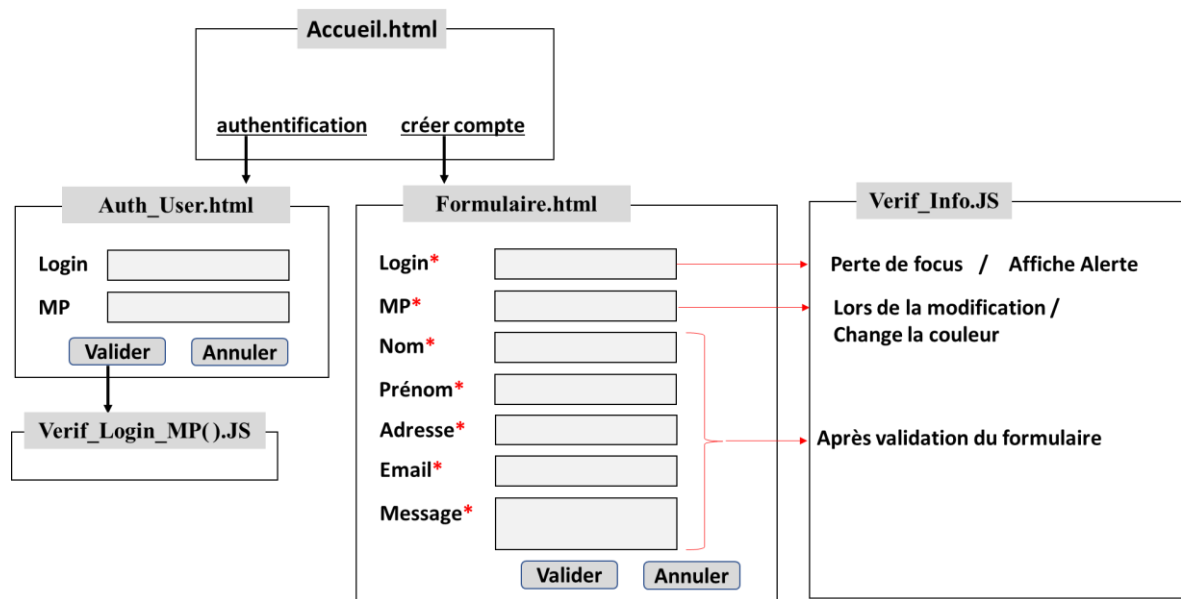 Accueil.html
authentification
créer compte
Auth_User.html
Login
MP
Valider
Annuler
Verif_Login_MP( ).JS
Formulaire.html
Login*
MP*
Nom*
Prénom*
Adresse*
Email*
Message*
Valider
Annuler
Verif_Info.JS
Perte de focus / Affiche Alerte
Lors de la modification /
Change la couleur
Après validation du formulaire